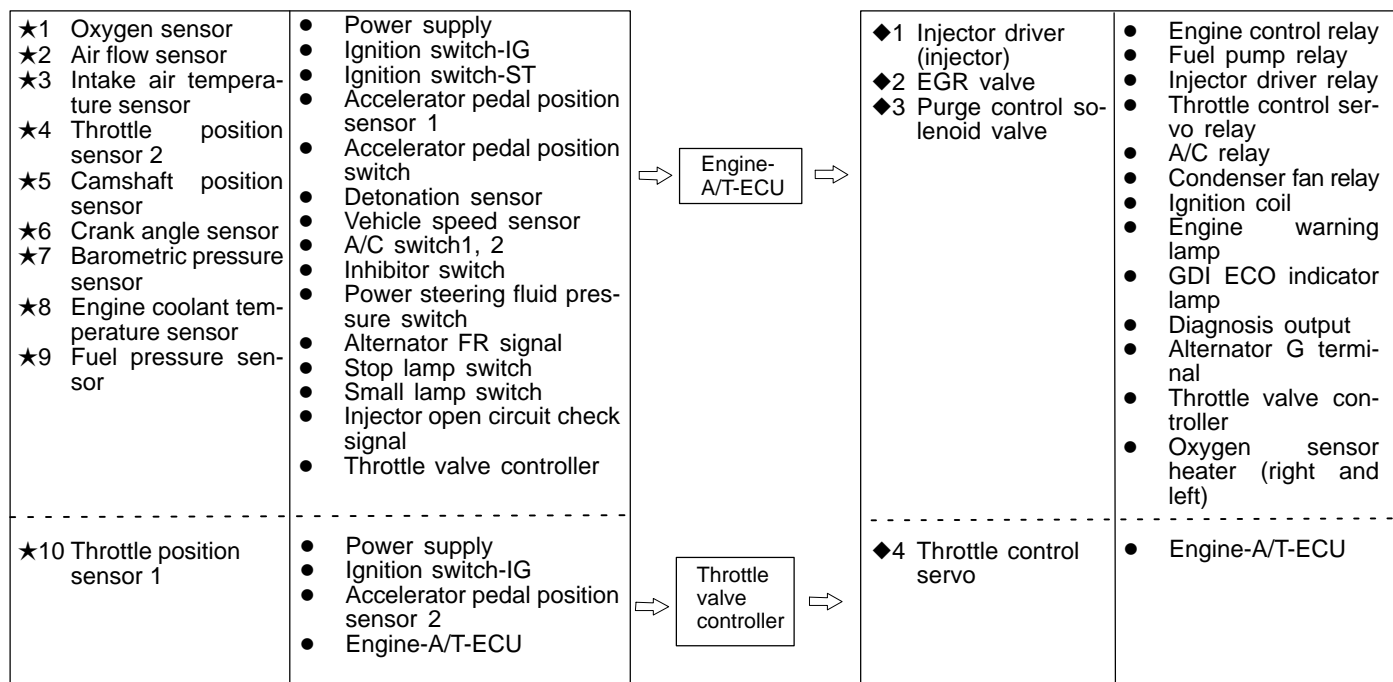 ★1 Oxygen sensor
★2 Air flow sensor
★3 Intake air tempera-
ture sensor
★4 Throttle position
sensor 2
★5 Camshaft position
sensor
★6 Crank angle sensor
★7 Barometric pressure
sensor
★8 Engine coolant tem-
perature sensor
★9 Fuel pressure sen-
sor
● Power supply
● Ignition switch-IG
● Ignition switch-ST
● Accelerator pedal position
sensor 1
● Accelerator pedal position
switch
● Detonation sensor
● Vehicle speed sensor
● A/C switch1, 2
● Inhibitor switch
● Power steering fluid pres-
sure switch
● Alternator FR signal
● Stop lamp switch
● Small lamp switch
● Injector open circuit check
signal
● Throttle valve controller
⇨
Engine-
A/T-ECU
⇨
◆1 Injector driver
(injector)
◆2 EGR valve
◆3 Purge control so-
lenoid valve
● Engine control relay
● Fuel pump relay
● Injector driver relay
● Throttle control ser-
vo relay
● A/C relay
● Condenser fan relay
● Ignition coil
● Engine warning
lamp
● GDI ECO indicator
lamp
● Diagnosis output
● Alternator G termi-
nal
● Throttle valve con-
troller
● Oxygen sensor
heater (right and
left)
★10 Throttle position
sensor 1
● Power supply
● Ignition switch-IG
● Accelerator pedal position
sensor 2
● Engine-A/T-ECU
⇨
Throttle
valve
controller
⇨
◆4 Throttle control
servo
● Engine-A/T-ECU